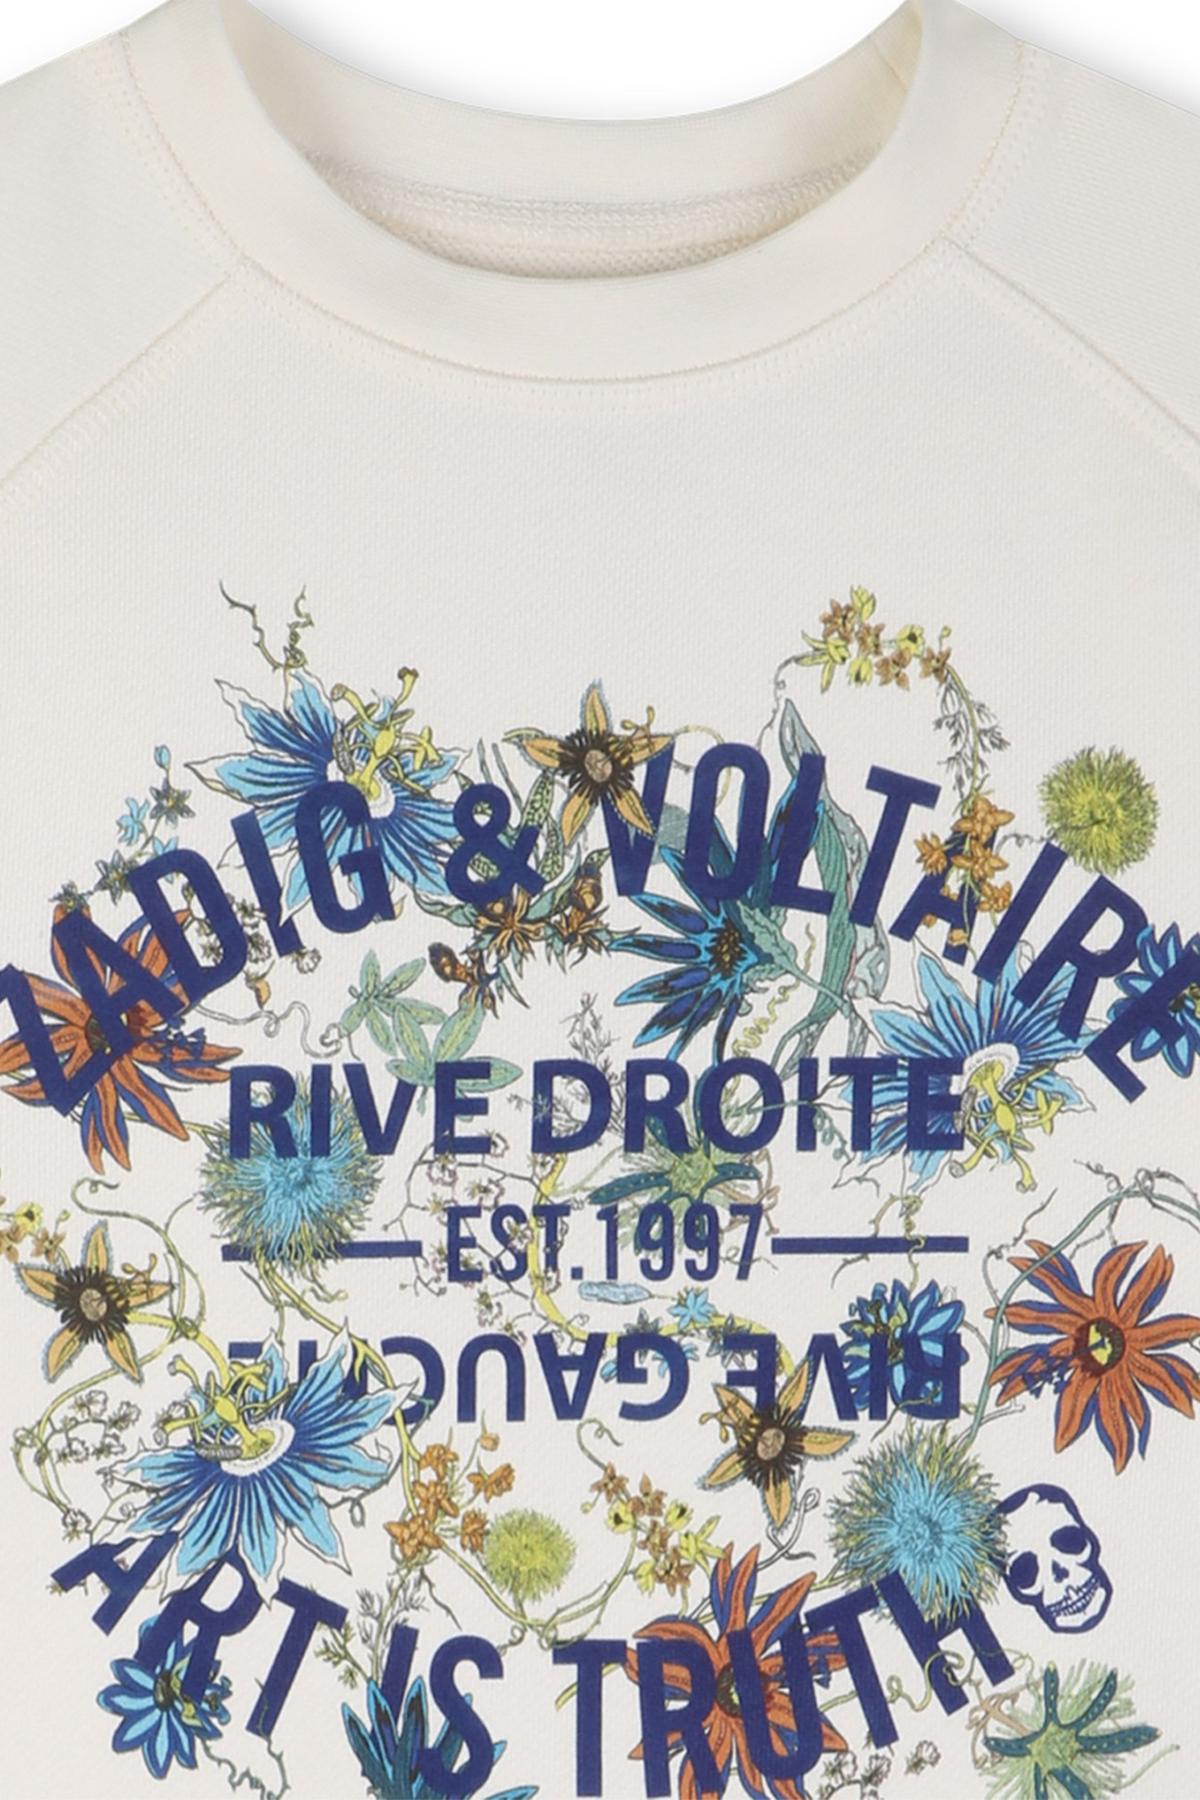 ZADIG & VOLTAIRE
RIVE DROITE
EST.1997
RIVE GAUCHE
ART IS TRUTH